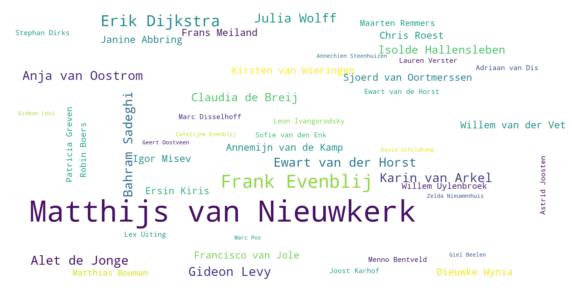 Erik Dijkstra
Julia Wolff
Maarten Remmers
Stephan Dirks
Frans Meiland
Chris Roest
Janine Abbring
Isolde Hallensleben
Annechien Steenhuizen
Lauren Verster
Adriaan van Dis
Kirsten van Wieringen
Anja van Oostrom
Sjoerd van Oortmerssen
Ewart van de Horst
Claudia de Breij
Gideon Levi
Patricia Greven
Robin Boers
Bahram Sadeghi
Marc Disselhoff
Leon Ivangorodsky
Willem van der Vet
Catelijne Evenblij
Sofie van den Enk
Geert Oostveen
Annemijn van de Kamp
David Schildkamp
Igor Misev
Ewart van der Horst
Astrid Joosten
Frank Evenblij
Karin van Arkel
Ersin Kiris
Willem Uylenbroek
Zelda Nieuwenhuis
Matthijs van Nieuwkerk
Lex Uiting
Marc Pos
Alet de Jonge
Francisco van Jole
Menno Bentveld
Giel Beelen
Matthias Bouman
Gideon Levy
Joost Karhof
Dieuwke Wynia